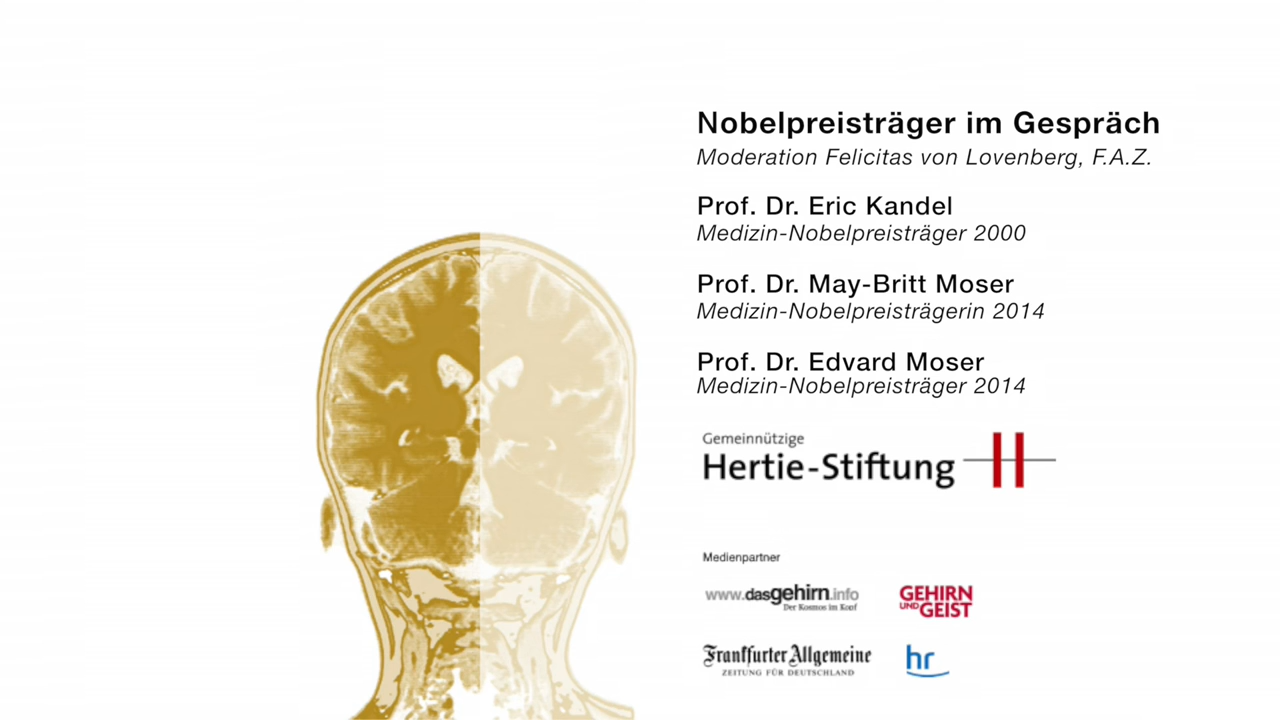 Nobelpreisträger im Gespräch
Moderation Felicitas von Lovenberg, F.A.Z.
Prof. Dr. Eric Kandel
Medizin-Nobelpreisträger 2000
Prof. Dr. May-Britt Moser
Medizin-Nobelpreisträgerin 2014
Prof. Dr. Edvard Moser
Medizin-Nobelpreisträger 2014
Gemeinnützige
Hertie-Stiftung
Medienpartner
www.dasgehirn.info
Der Kosmos im Kopf
GEHIRN
UND GEIST
Frankfurter Allgemeine
ZEITUNG FÜR DEUTSCHLAND
hr